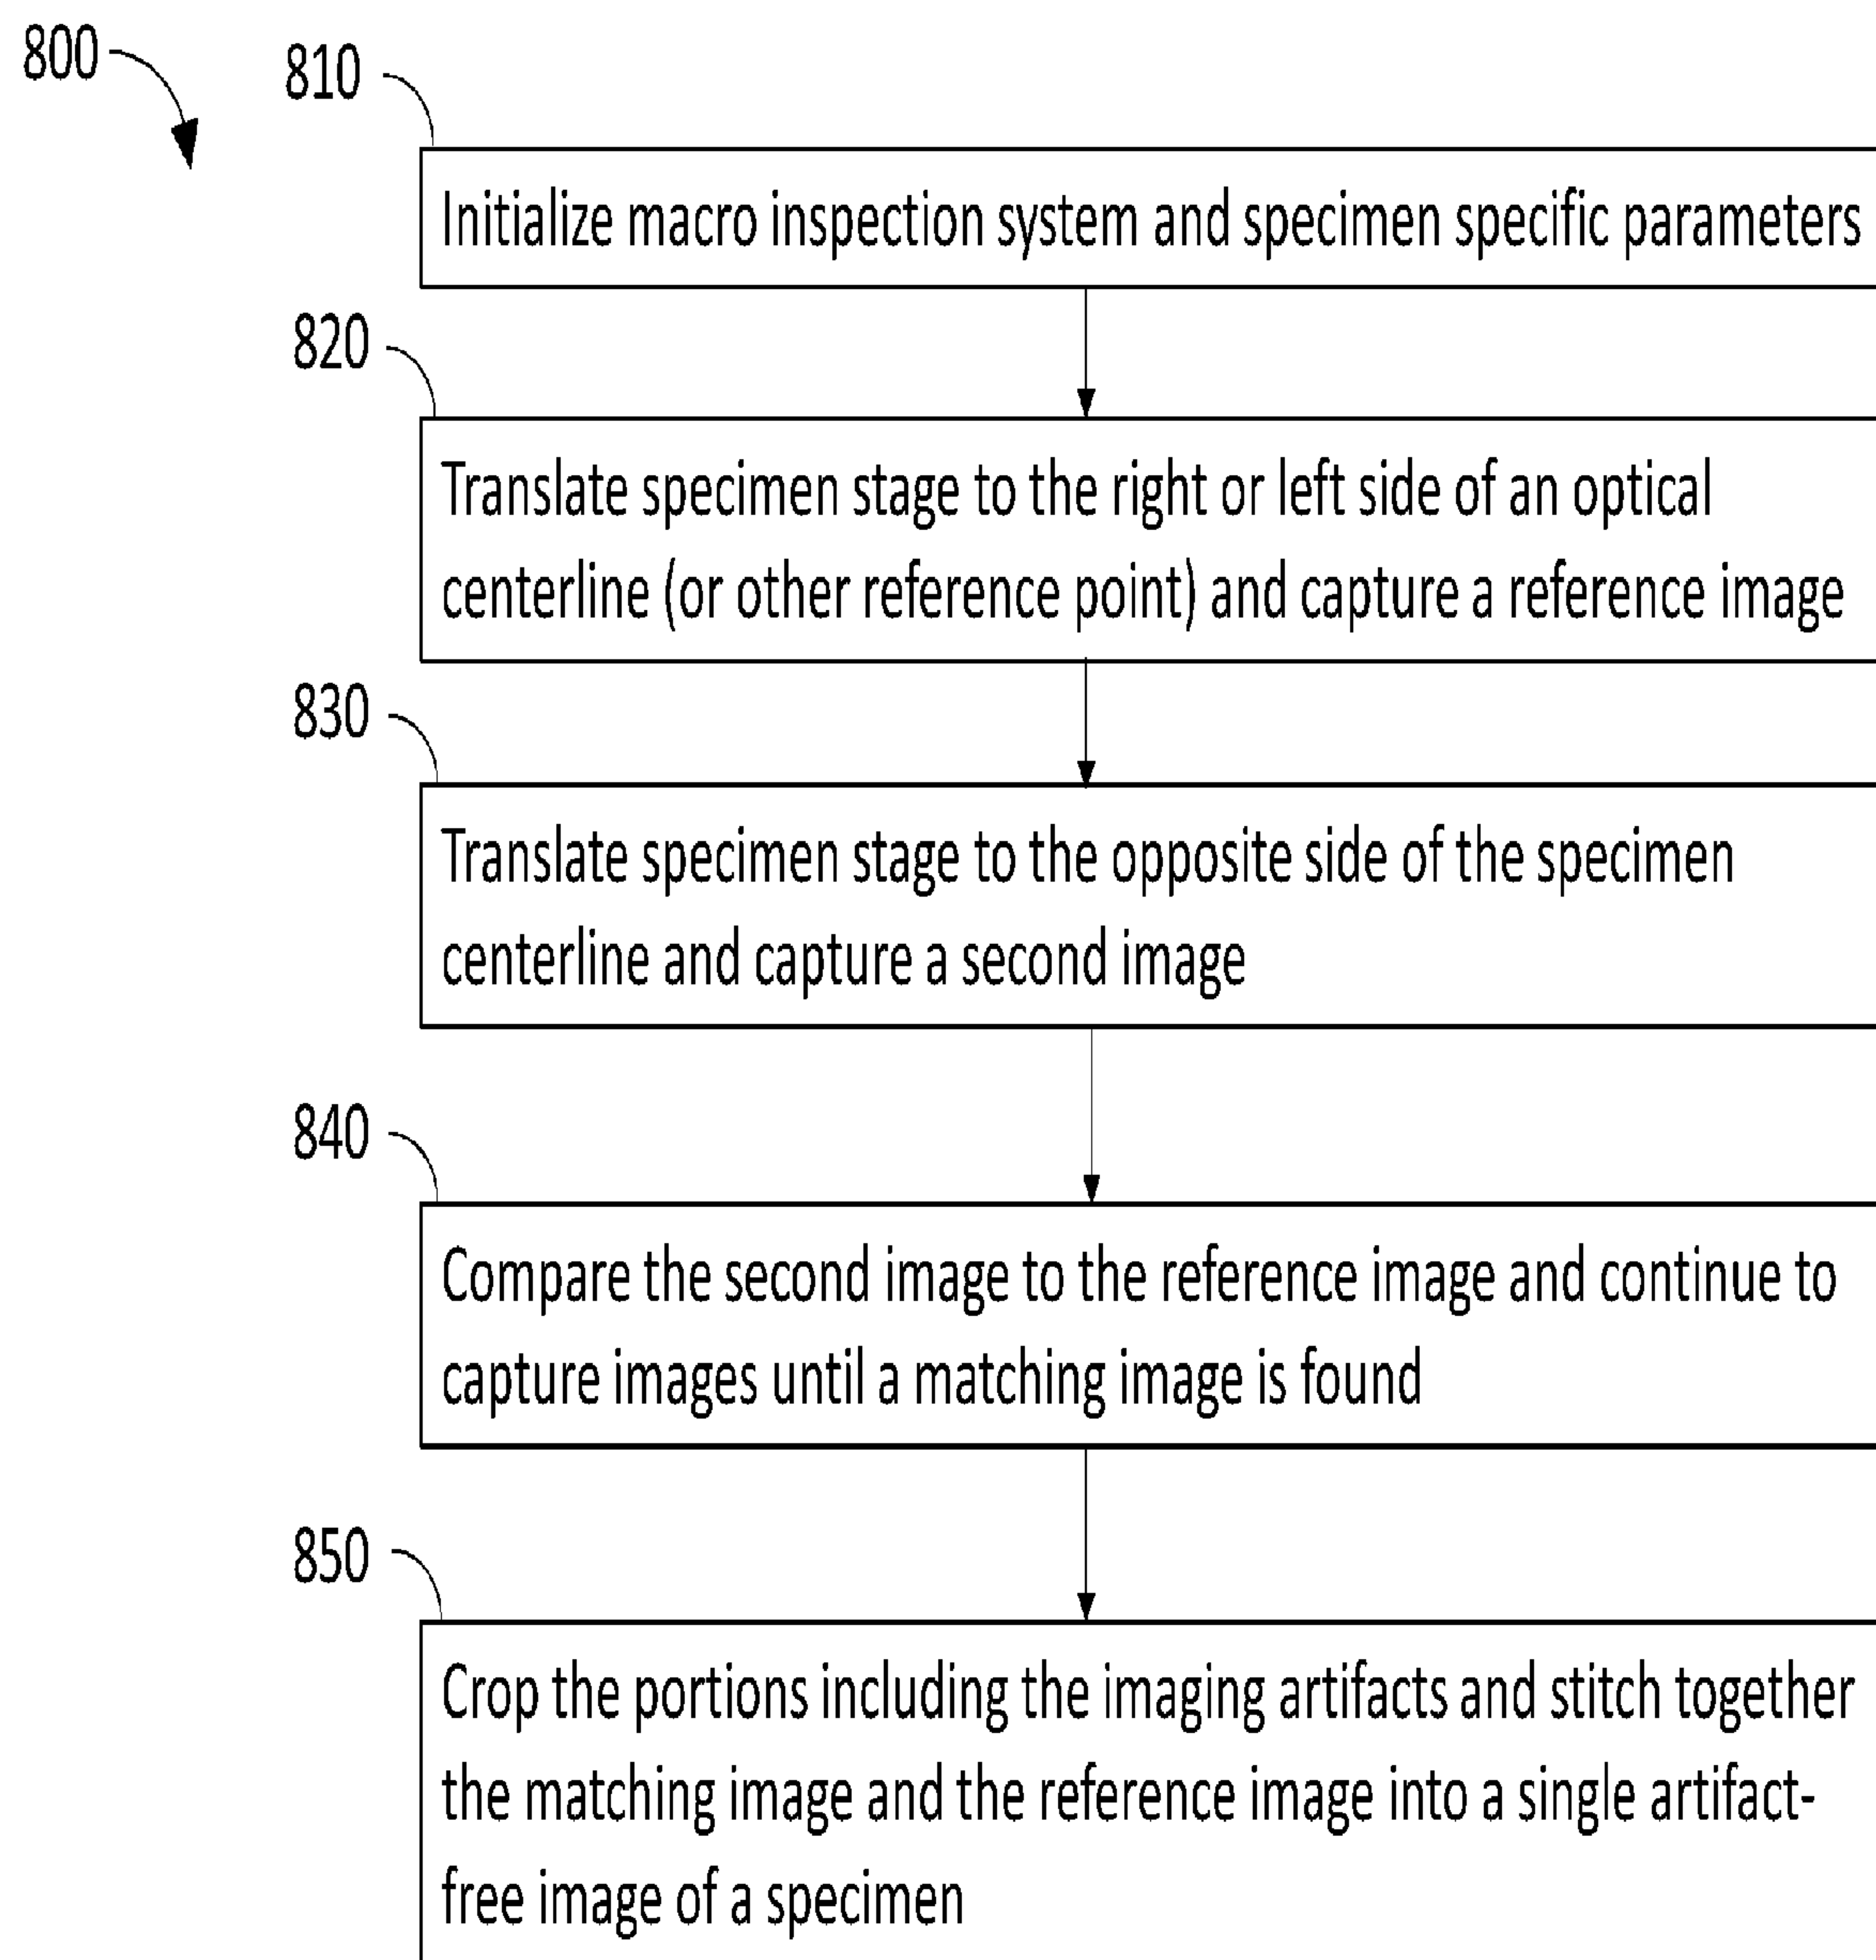 800
810
Initialize macro inspection system and specimen specific parameters
820
Translate specimen stage to the right or left side of an optical
centerline (or other reference point) and capture a reference image
830
Translate specimen stage to the opposite side of the specimen
centerline and capture a second image
840
Compare the second image to the reference image and continue to
capture images until a matching image is found
850
Crop the portions including the imaging artifacts and stitch together
the matching image and the reference image into a single artifact-
free image of a specimen